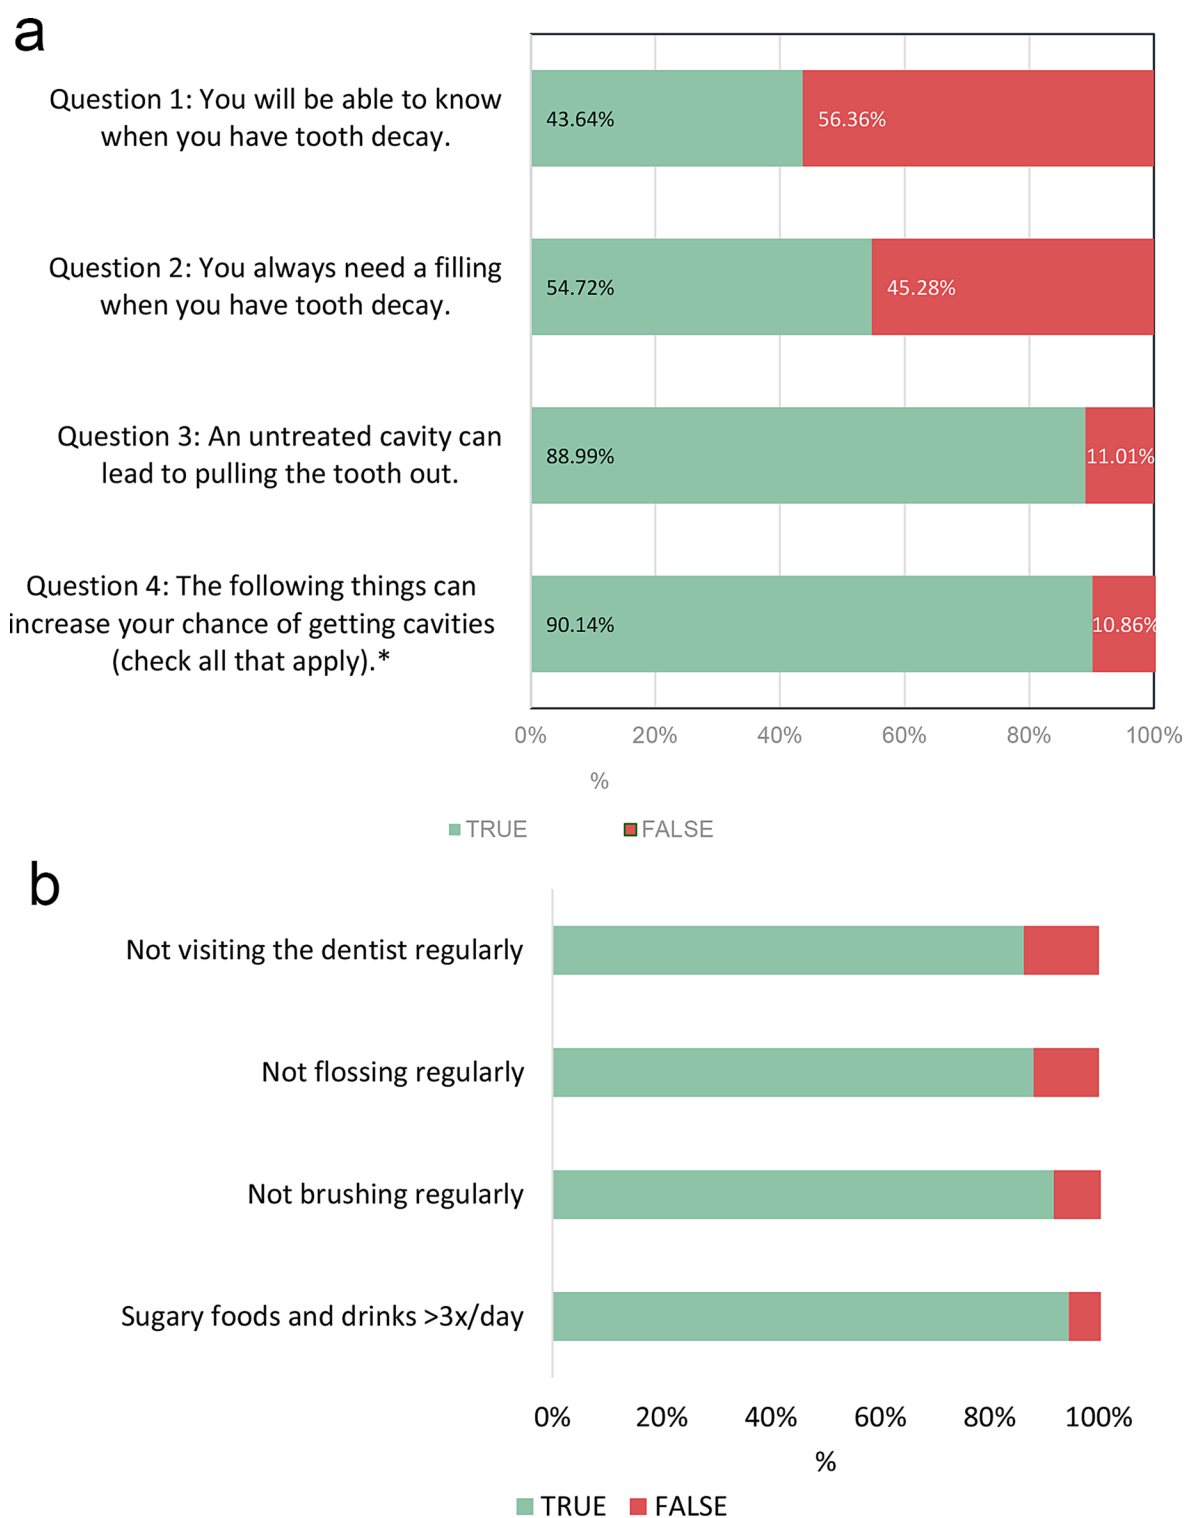 a
Question 1: You will be able to know
when you have tooth decay.
43.64%
56.36%
Question 2: You always need a filling
when you have tooth decay.
54.72%
45.28%
Question 3: An untreated cavity can
lead to pulling the tooth out.
88.99%
11.01%
Question 4: The following things can
increase your chance of getting cavities
(check all that apply).*
90.14%
10.86%
0% 20% 40% 60% 80% 100%
%
TRUE FALSE
b
Not visiting the dentist regularly
Not flossing regularly
Not brushing regularly
Sugary foods and drinks >3x/day
0% 20% 40% 60% 80% 100%
%
TRUE FALSE